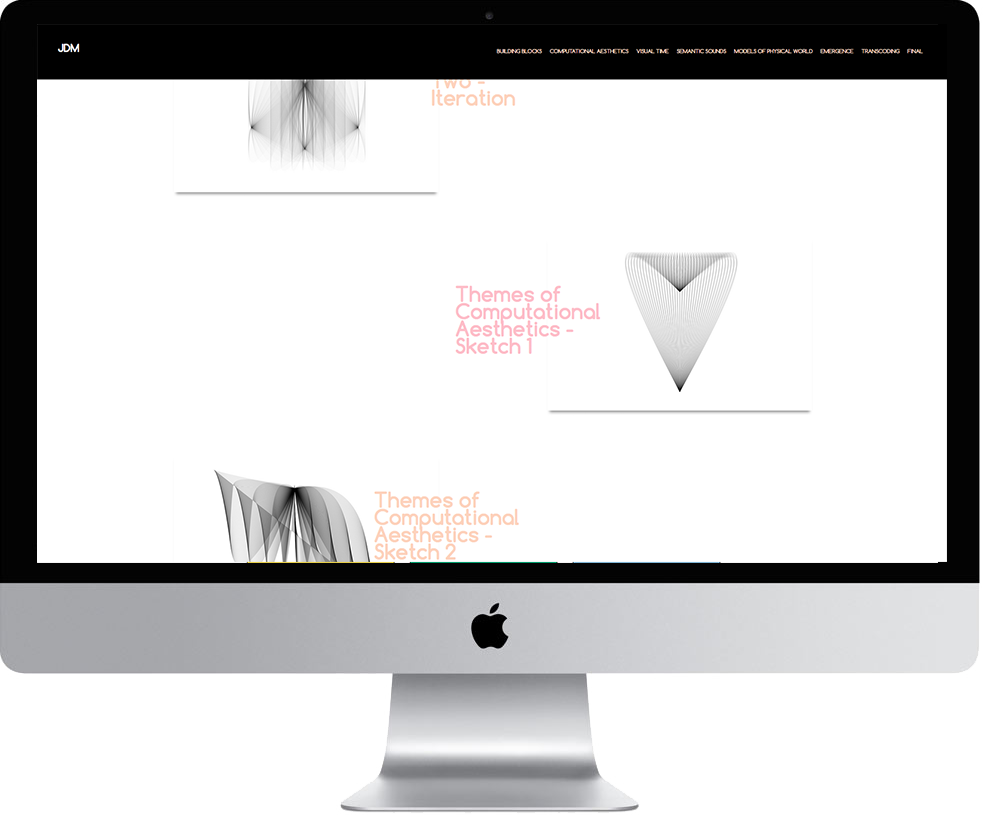 JDM
BUILDING BLOCKS COMPUTATIONAL AESTHETICS VISUAL TIME SEMANTIC SOUNDS MODELS OF PHYSICAL WORLD EMERGENCE TRANSCODING FINAL
Two -
Iteration
Themes of
Computational
Aesthetics -
Sketch 1
Themes of
Computational
Aesthetics -
Sketch 2